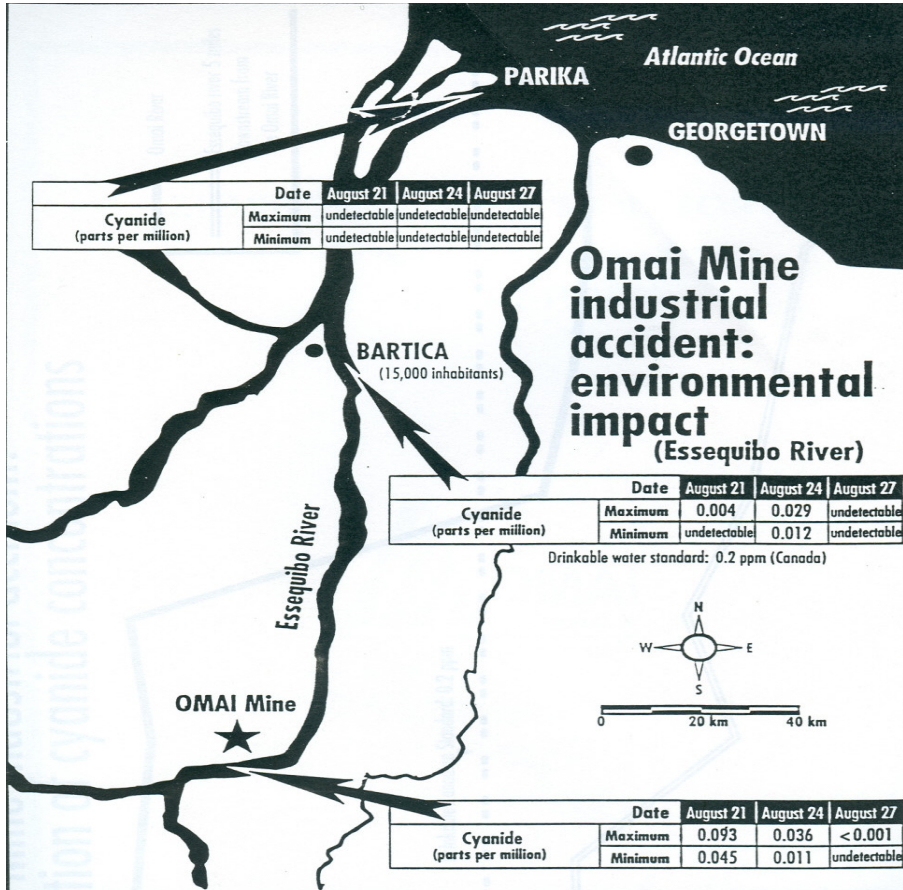 Atlantic Ocean
PARIKA
GEORGETOWN
Date August 21 August 24 August 27
Cyanide
(parts per million)
Maximum undetectable undetectable undetectable
Minimum undetectable undetectable undetectable
Omai Mine
industrial
accident:
environmental
impact
(Essequibo River)
BARTICA
(15,000 inhabitants)
Date August 21 August 24 August 27
Cyanide
(parts per million)
Maximum 0.004 0.029 undetectable
Minimum undetectable 0.012 undetectable
Drinkable water standard: 0.2 ppm (Canada)
Essequibo River
N
W E
S
0 20 km 40 km
OMAI Mine
Date August 21 August 24 August 27
Cyanide
(parts per million)
Maximum 0.093 0.036 <0.001
Minimum 0.045 0.011 undetectable
tion of cyanide concentrations